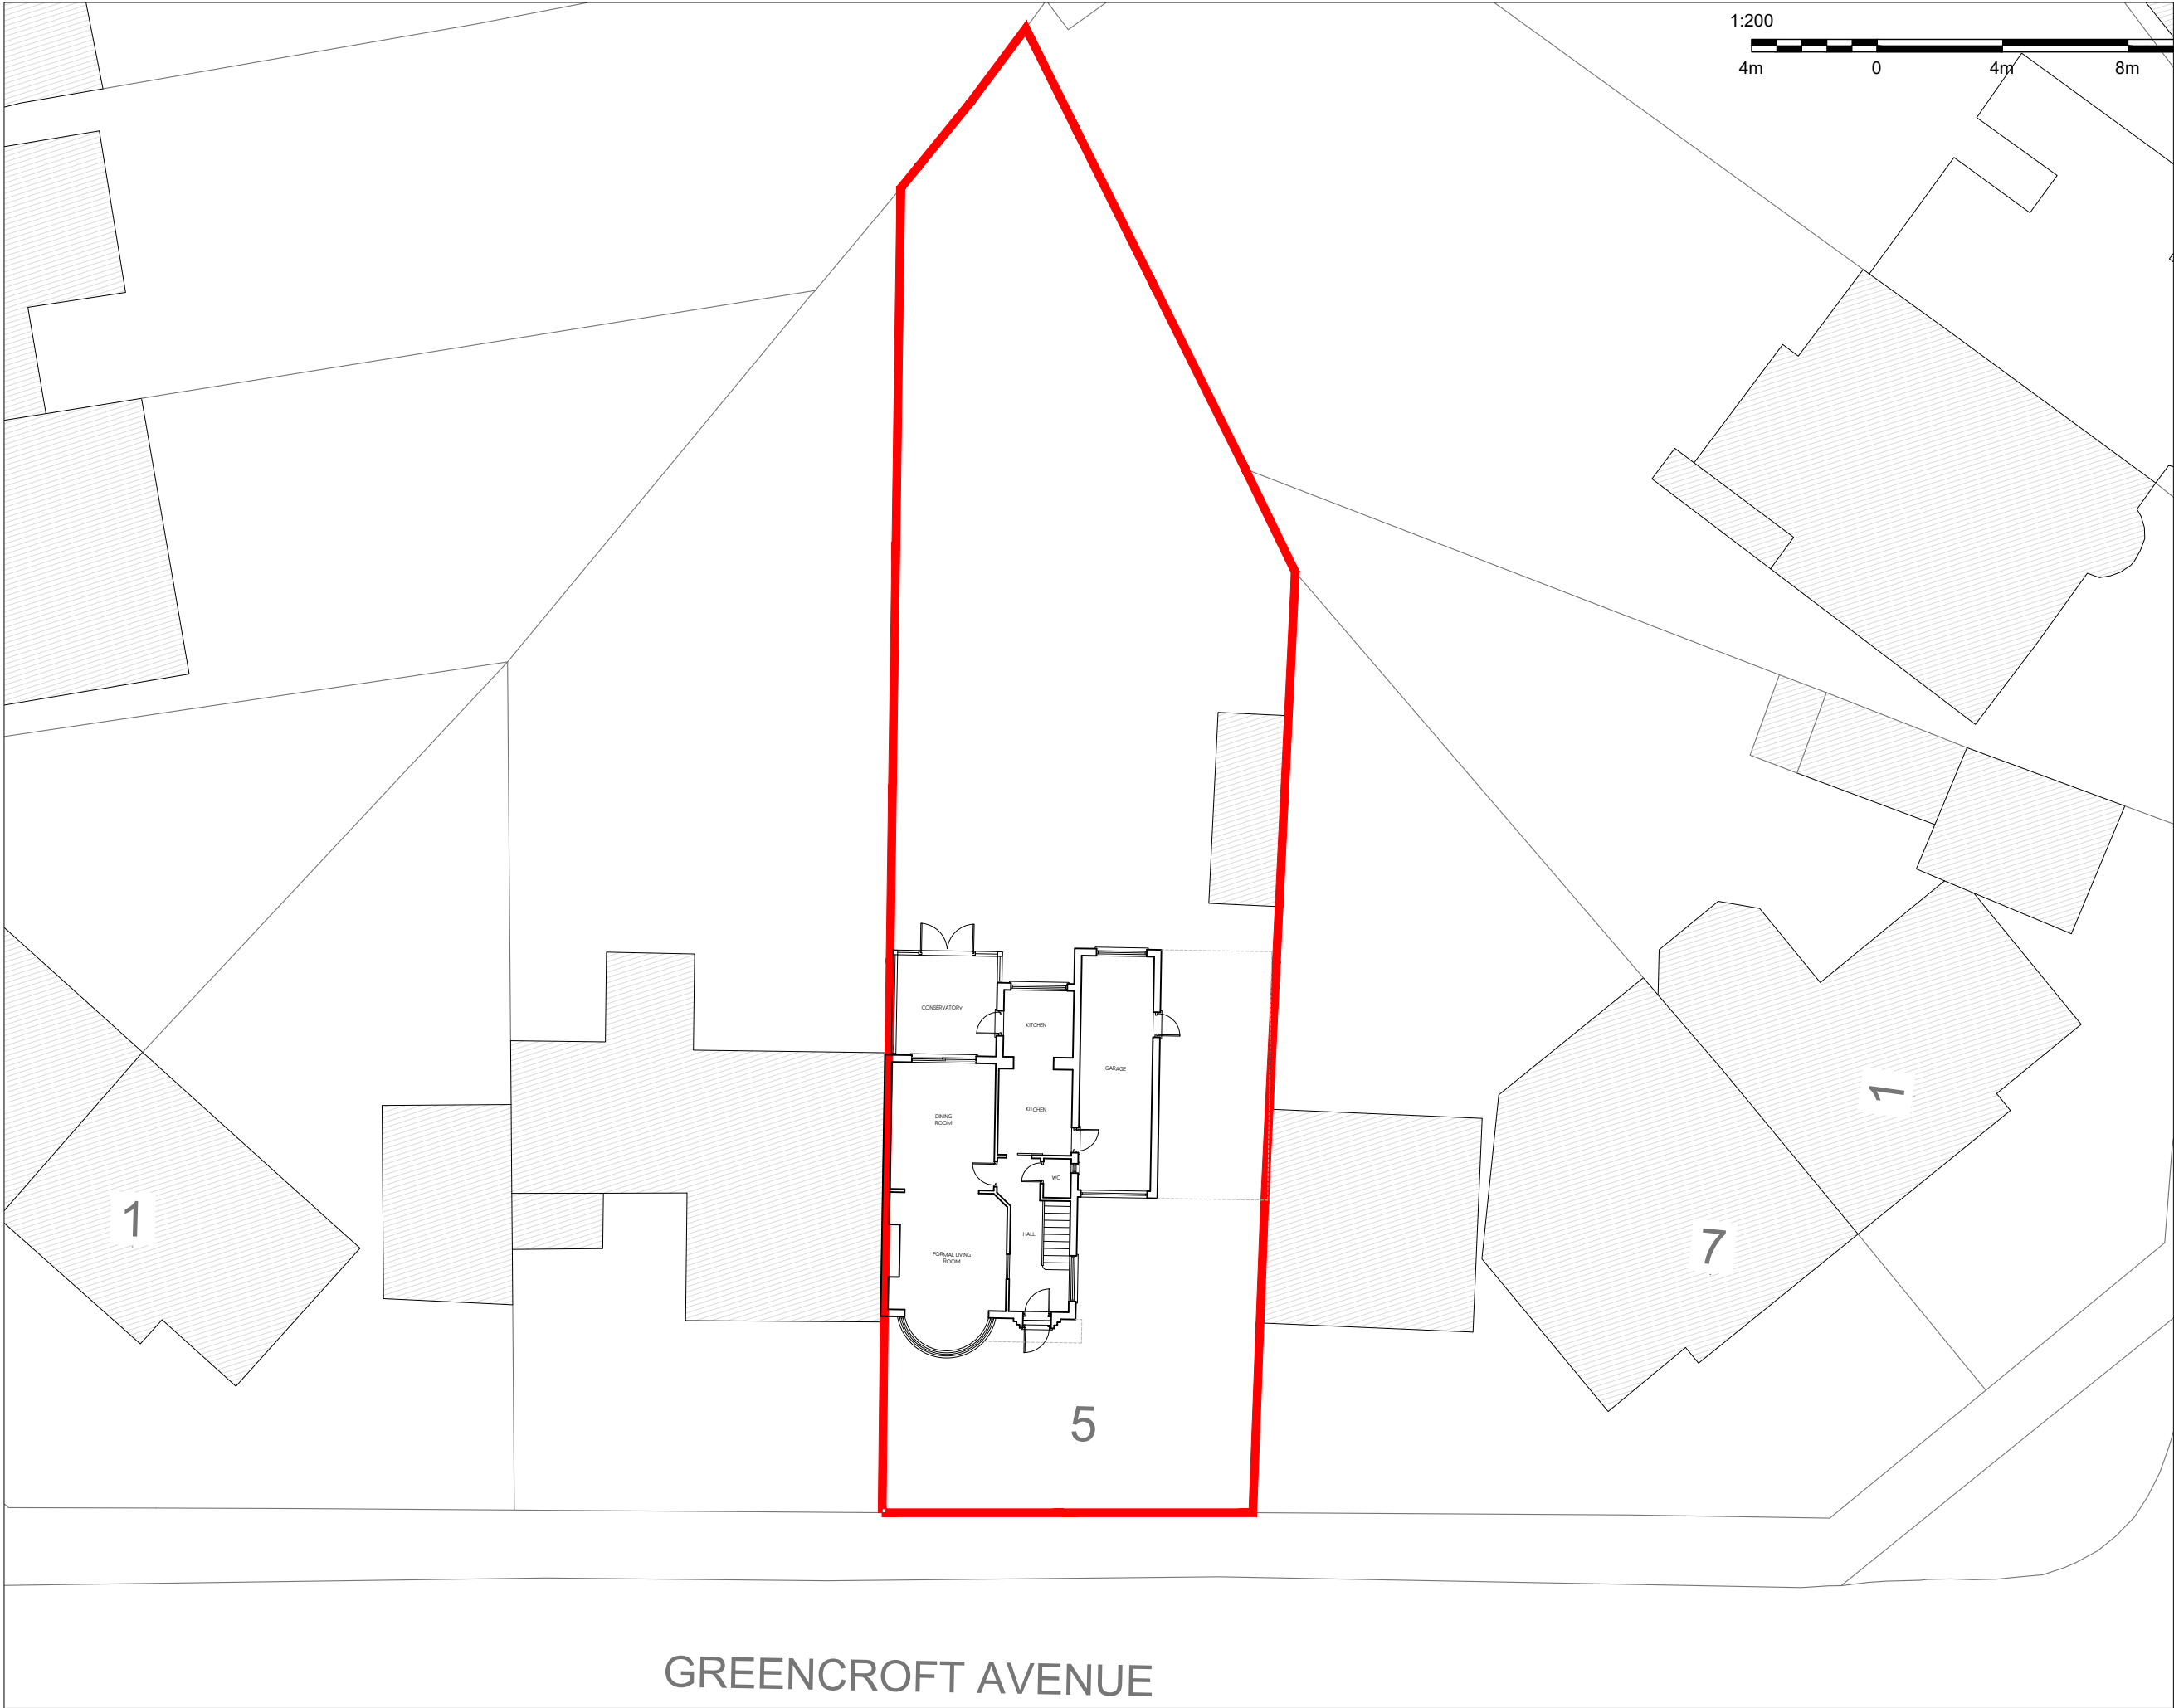 1:200
4m 0 4m 8m
CONSERVATORY
KITCHEN
GARAGE
KITCHEN
DINING
ROOM
WC
HALL
FORMAL LIVING
ROOM
1
1
7
5
GREENCROFT AVENUE